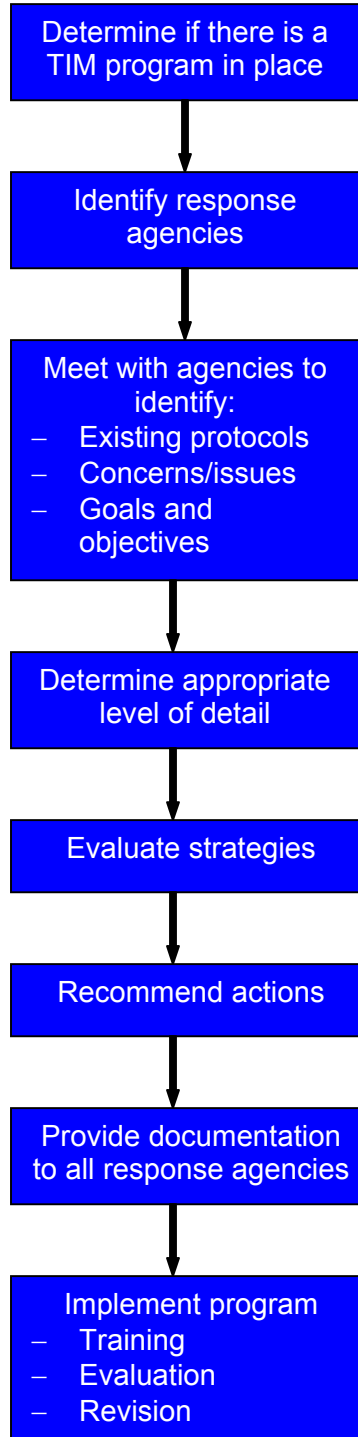 Determine if there is a
TIM program in place
Identify response
agencies
Meet with agencies to
identify:
– Existing protocols
– Concerns/issues
– Goals and
objectives
Determine appropriate
level of detail
Evaluate strategies
Recommend actions
Provide documentation
to all response agencies
Implement program
– Training
– Evaluation
– Revision